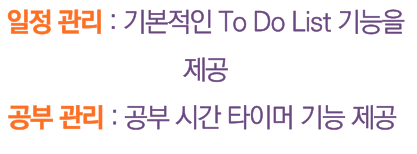 일정 관리 : 기본적인 To Do List 기능을
제공
공부 관리 : 공부 시간 타이머 기능 제공